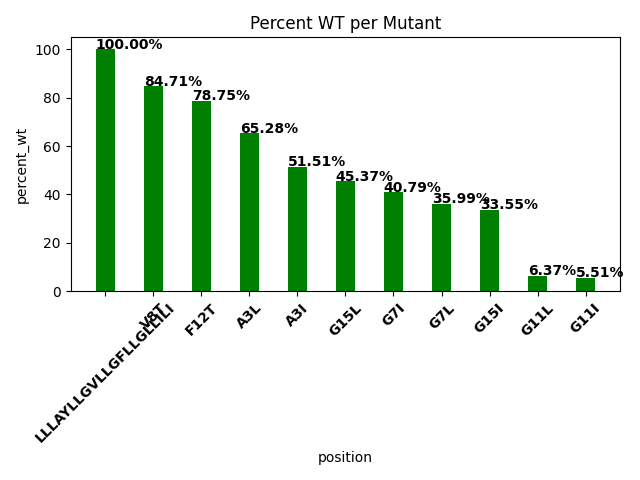 Percent WT per Mutant
100.00%
84.71%
78.75%
65.28%
51.51%
45.37%
40.79%
35.99%
33.55%
6.37%
5.51%
percent_wt
100
80
60
40
20
0
LLLAYLLGVLLGFLLGLLILI
V8T
F12T
A3L
A3I
G15L
G7I
G7L
G15I
G11L
G11I
position